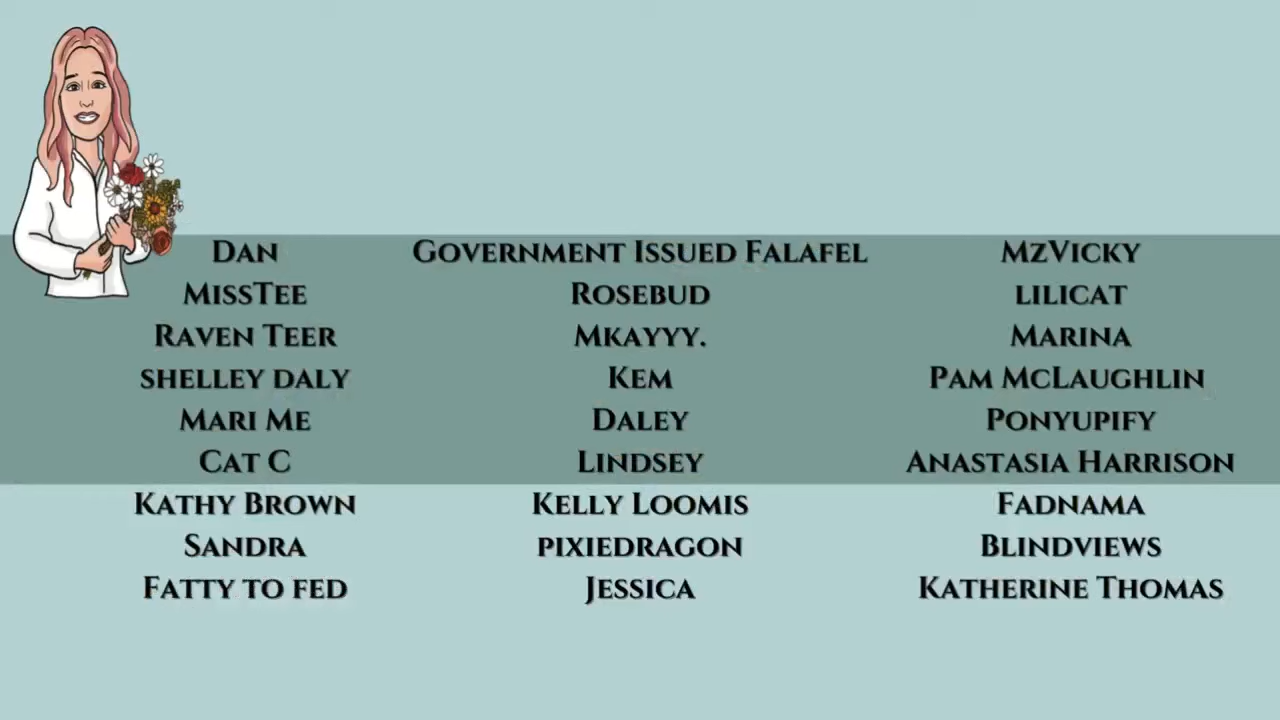 Dan Government Issued Falafel MzVicky
MissTee Rosebud lilicat
Raven Teer Mkayyy. Marina
shelley daly Kem Pam McLaughlin
Mari Me Daley Ponyupify
Cat C Lindsey Anastasia Harrison
Kathy Brown Kelly Loomis Fadnama
Sandra pixiedragon Blindviews
Fatty to fed Jessica Katherine Thomas